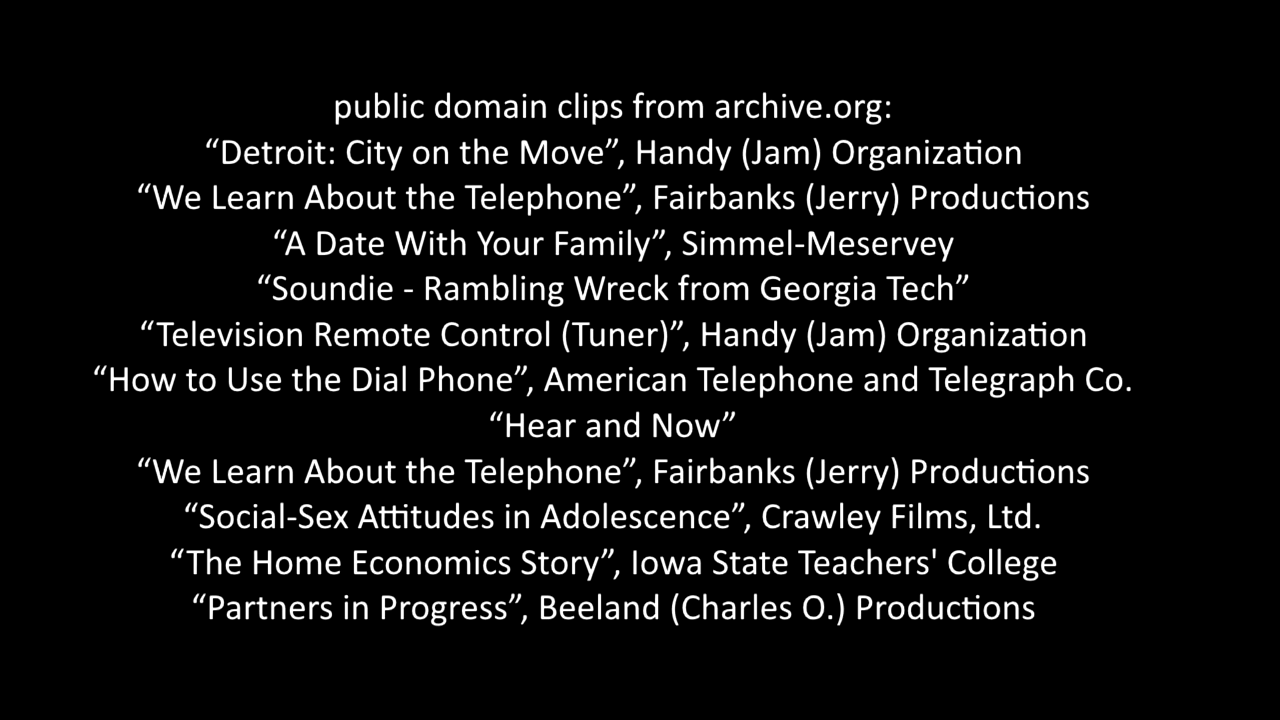 public domain clips from archive.org:
“Detroit: City on the Move”, Handy (Jam) Organization
“We Learn About the Telephone”, Fairbanks (Jerry) Productions
“A Date With Your Family”, Simmel-Meservey
“Soundie - Rambling Wreck from Georgia Tech”
“Television Remote Control (Tuner)”, Handy (Jam) Organization
“How to Use the Dial Phone”, American Telephone and Telegraph Co.
“Hear and Now”
“We Learn About the Telephone”, Fairbanks (Jerry) Productions
“Social-Sex Attitudes in Adolescence”, Crawley Films, Ltd.
“The Home Economics Story”, Iowa State Teachers' College
“Partners in Progress”, Beeland (Charles O.) Productions